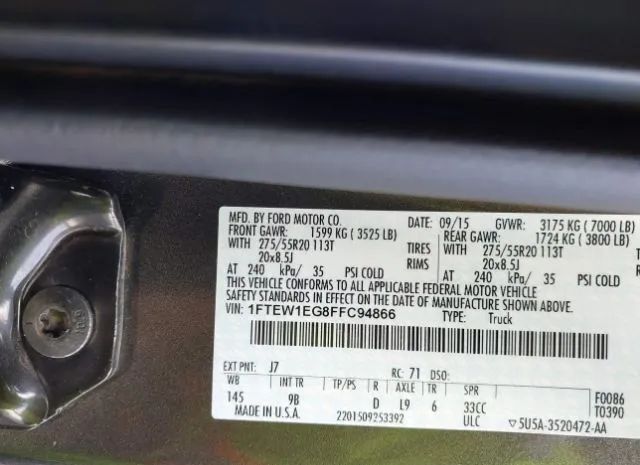 MFD. BY FORD MOTOR CO. DATE: 09/15 GVWR: 3175 KG ( 7000 LB)
FRONT GAWR: 1599 KG ( 3525 LB) REAR GAWR: 1724 KG ( 3800 LB)
WITH 275/55R20 113T TIRES WITH 275/55R20 113T
20x8.5J RIMS 20x8.5J
AT 240 kPa/ 35 PSI COLD AT 240 kPa/ 35 PSI COLD
THIS VEHICLE CONFORMS TO ALL APPLICABLE FEDERAL MOTOR VEHICLE
SAFETY STANDARDS IN EFFECT ON THE DATE OF MANUFACTURE SHOWN ABOVE.
VIN: 1FTEW1EG8FFC94866 TYPE: Truck
EXT PNT: J7 RC: 71 DSO:
WB INT TR TP/PS R AXLE TR SPR F0086
145 9B D L9 6 33CC T0390
MADE IN U.S.A. 2201509253392 ULC ▽5U5A-3520472-AA